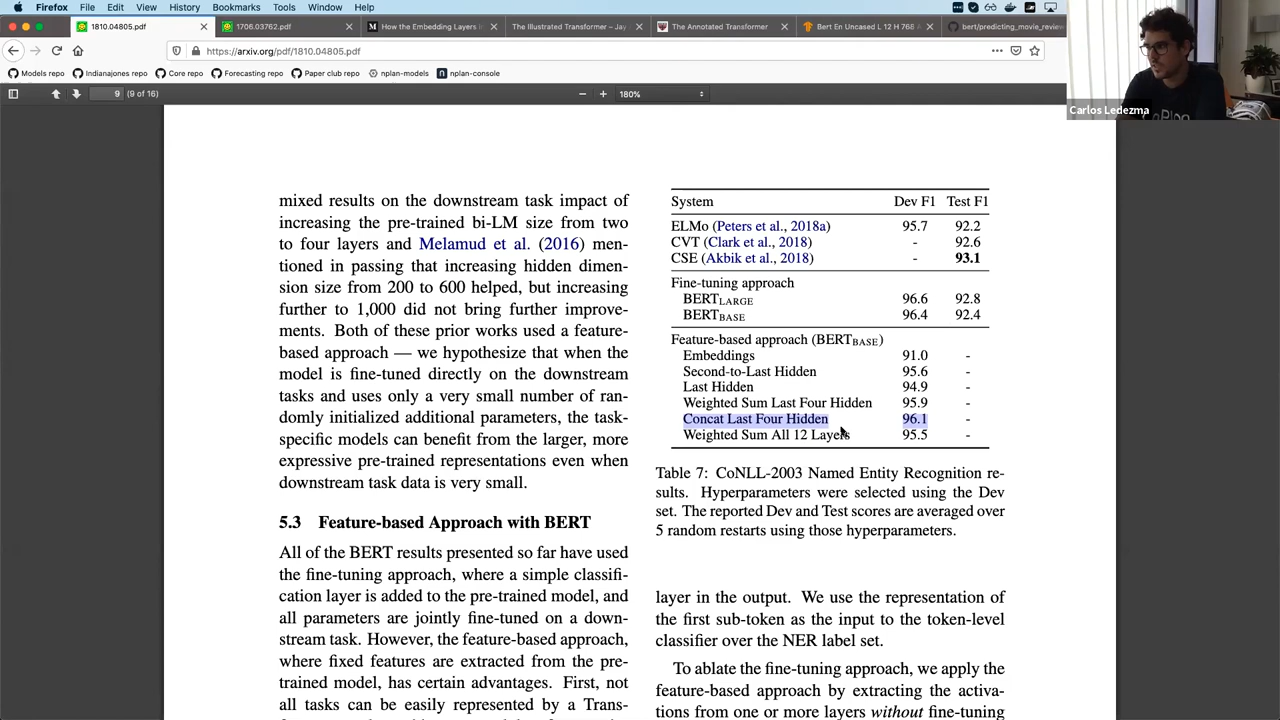 Firefox File Edit View History Bookmarks Tools Window Help
1810.04805.pdf
1706.03762.pdf
How the Embedding Layers i
The Illustrated Transformer – Jay
The Annotated Transformer
Bert En Uncased L 12 H 768 A
bert/predicting_movie_review
https://arxiv.org/pdf/1810.04805.pdf
Models repo Indianajones repo Core repo Forecasting repo Paper club repo nplan-models nplan-console
9 (9 of 16)
180%
Carlos Ledezma
mixed results on the downstream task impact of
increasing the pre-trained bi-LM size from two
to four layers and Melamud et al. (2016) men-
tioned in passing that increasing hidden dimen-
sion size from 200 to 600 helped, but increasing
further to 1,000 did not bring further improve-
ments. Both of these prior works used a feature-
based approach — we hypothesize that when the
model is fine-tuned directly on the downstream
tasks and uses only a very small number of ran-
domly initialized additional parameters, the task-
specific models can benefit from the larger, more
expressive pre-trained representations even when
downstream task data is very small.
5.3 Feature-based Approach with BERT
All of the BERT results presented so far have used
the fine-tuning approach, where a simple classifi-
cation layer is added to the pre-trained model, and
all parameters are jointly fine-tuned on a down-
stream task. However, the feature-based approach,
where fixed features are extracted from the pre-
trained model, has certain advantages. First, not
all tasks can be easily represented by a Trans-
System Dev F1 Test F1
ELMo (Peters et al., 2018a) 95.7 92.2
CVT (Clark et al., 2018) - 92.6
CSE (Akbik et al., 2018) - 93.1
Fine-tuning approach
BERTLARGE 96.6 92.8
BERTBASE 96.4 92.4
Feature-based approach (BERTBASE)
Embeddings 91.0 -
Second-to-Last Hidden 95.6 -
Last Hidden 94.9 -
Weighted Sum Last Four Hidden 95.9 -
Concat Last Four Hidden 96.1 -
Weighted Sum All 12 Layers 95.5 -
Table 7: CoNLL-2003 Named Entity Recognition re-
sults. Hyperparameters were selected using the Dev
set. The reported Dev and Test scores are averaged over
5 random restarts using those hyperparameters.
layer in the output. We use the representation of
the first sub-token as the input to the token-level
classifier over the NER label set.
To ablate the fine-tuning approach, we apply the
feature-based approach by extracting the activa-
tions from one or more layers without fine-tuning